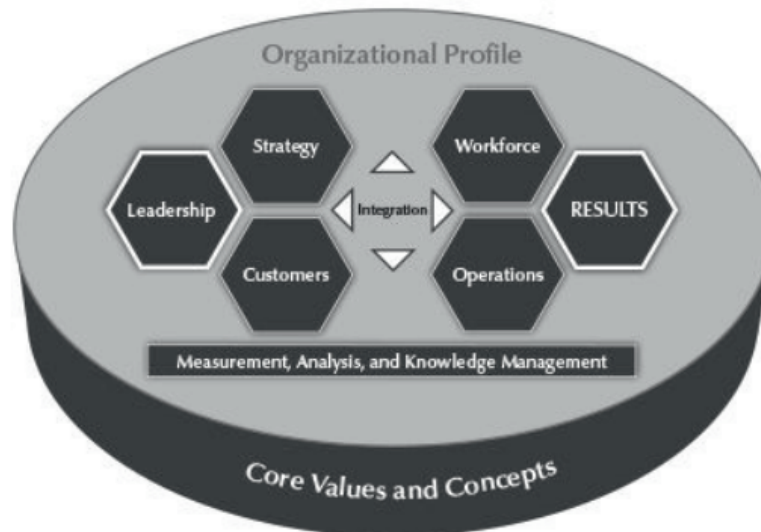 Organizational Profile
Strategy
Workforce
Leadership
Integration
RESULTS
Customers
Operations
Measurement, Analysis, and Knowledge Management
Core Values and Concepts